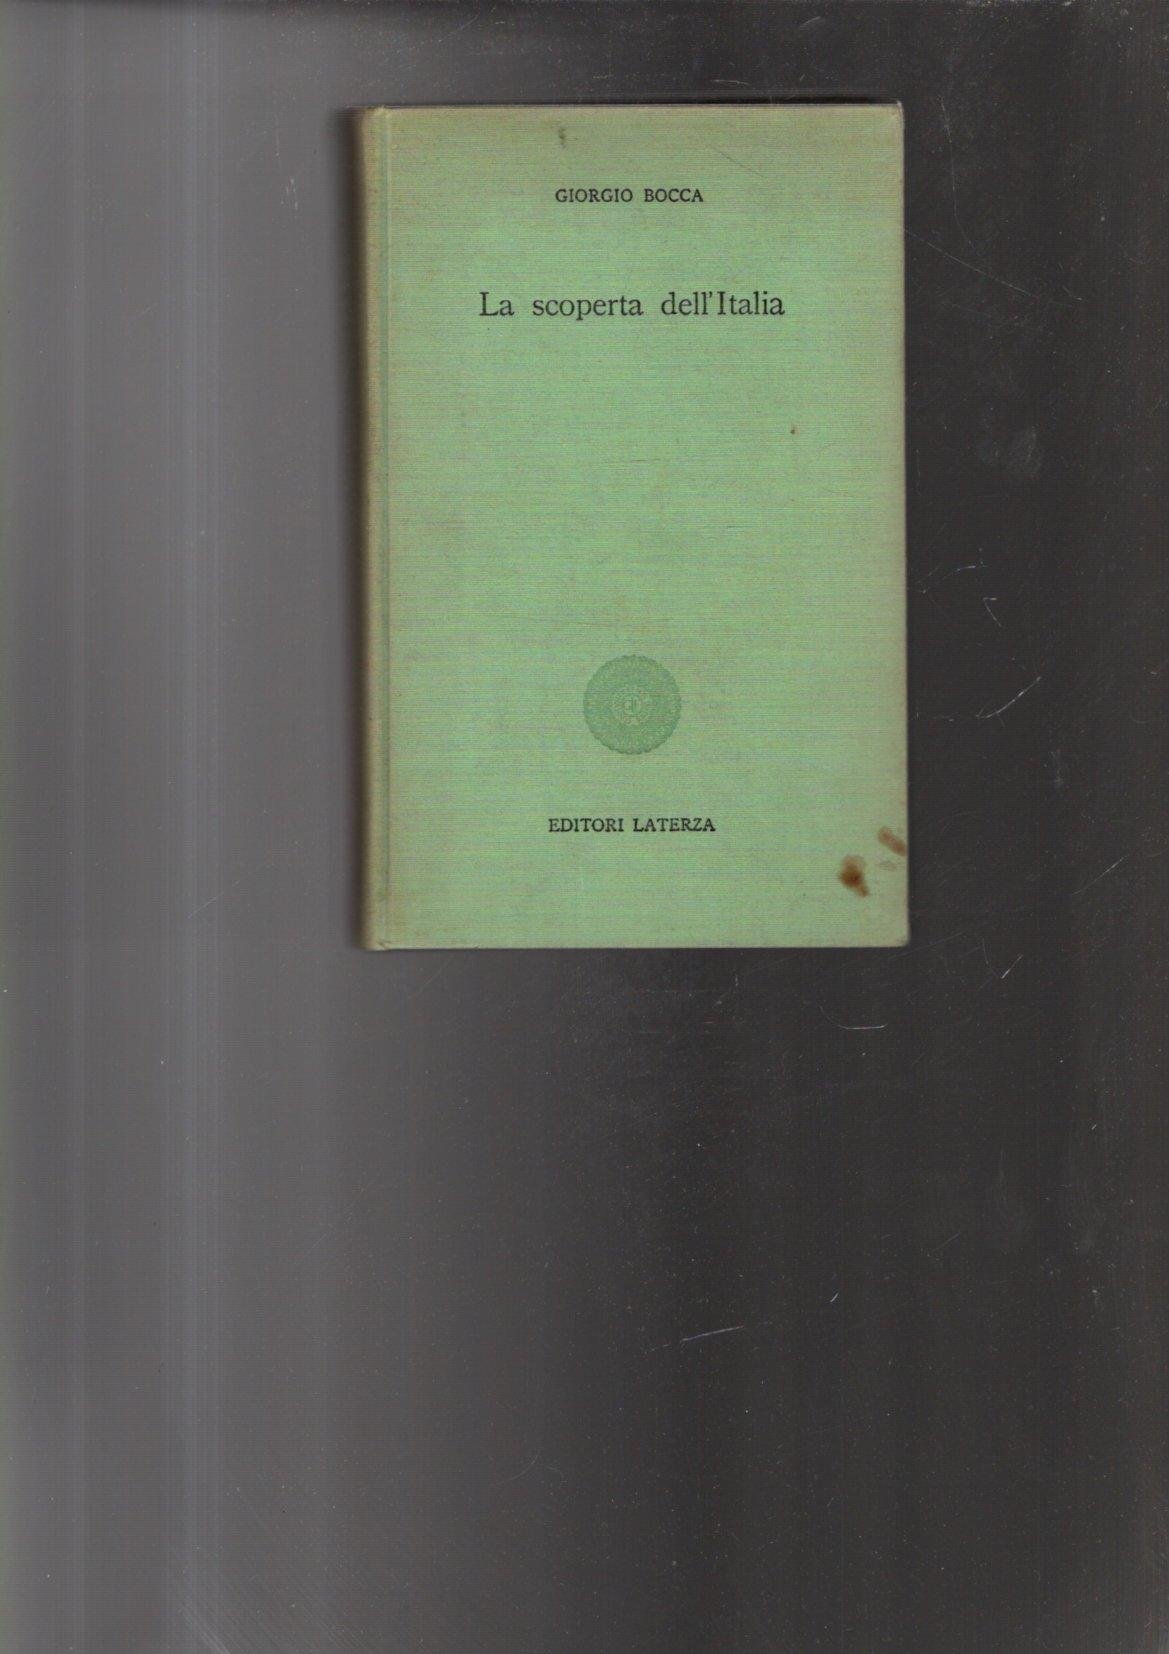 GIORGIO BOCCA
La scoperta dell'Italia
EDITORI LATERZA